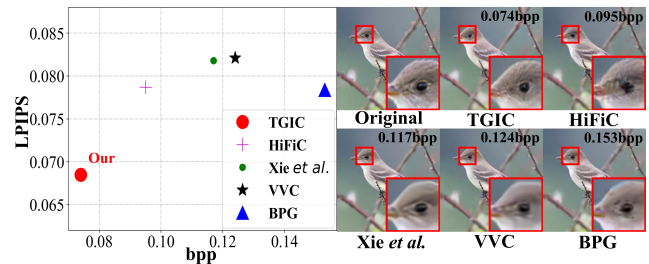 0.085
0.080
0.075
0.070
0.065
LPIPS
0.08
0.10
0.12
0.14
bpp
Our
TGIC
HiFiC
Xie et al.
VVC
BPG
0.074bpp
0.095bpp
Original
TGIC
HiFiC
0.117bpp
0.124bpp
0.153bpp
Xie et al.
VVC
BPG